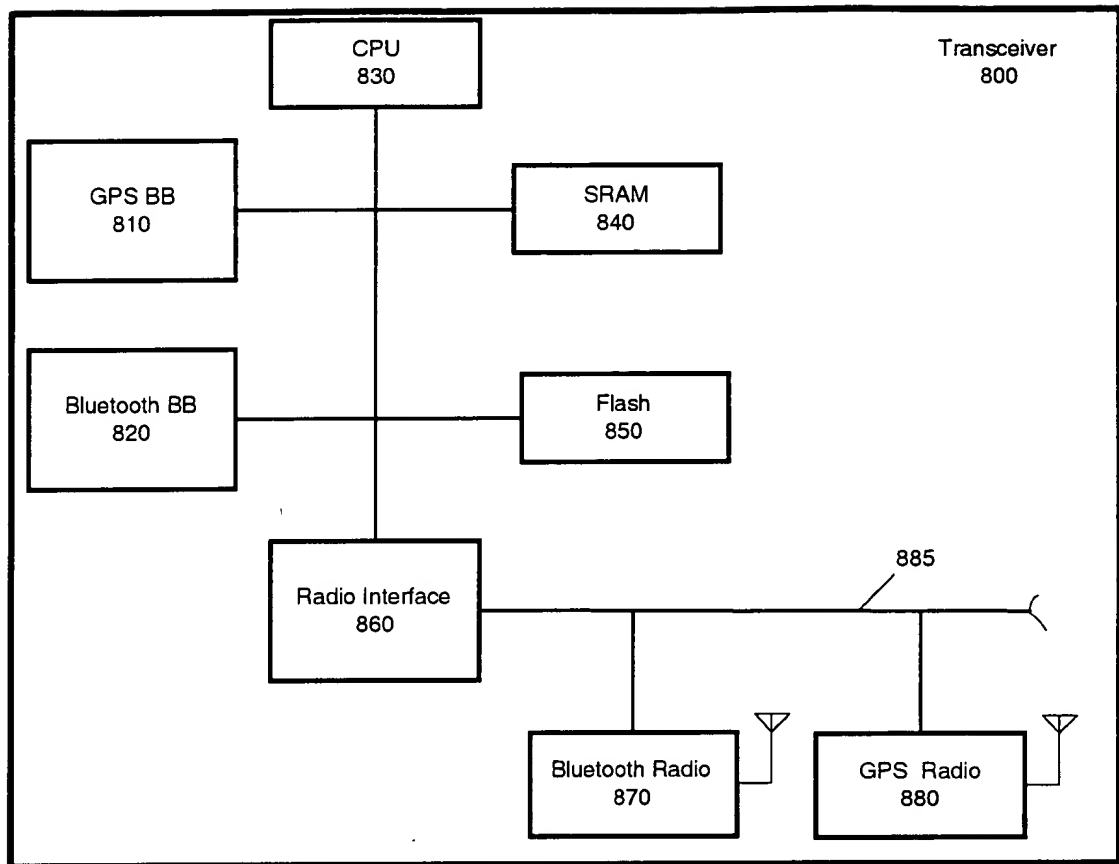 CPU
830
Transceiver
800
GPS BB
810
SRAM
840
Bluetooth BB
820
Flash
850
Radio Interface
860
885
Bluetooth Radio
870
GPS Radio
880